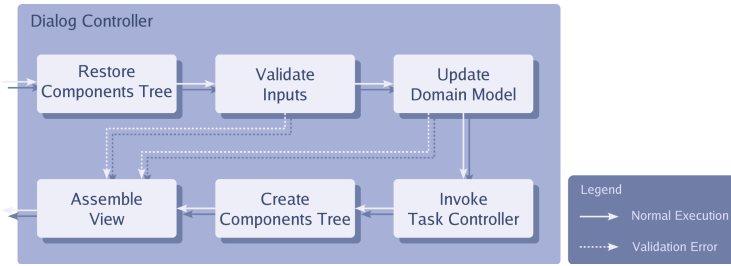 Dialog Controller
Restore
Components Tree
Validate
Inputs
Update
Domain Model
Assemble
View
Create
Components Tree
Invoke
Task Controller
Legend
Normal Execution
Validation Error